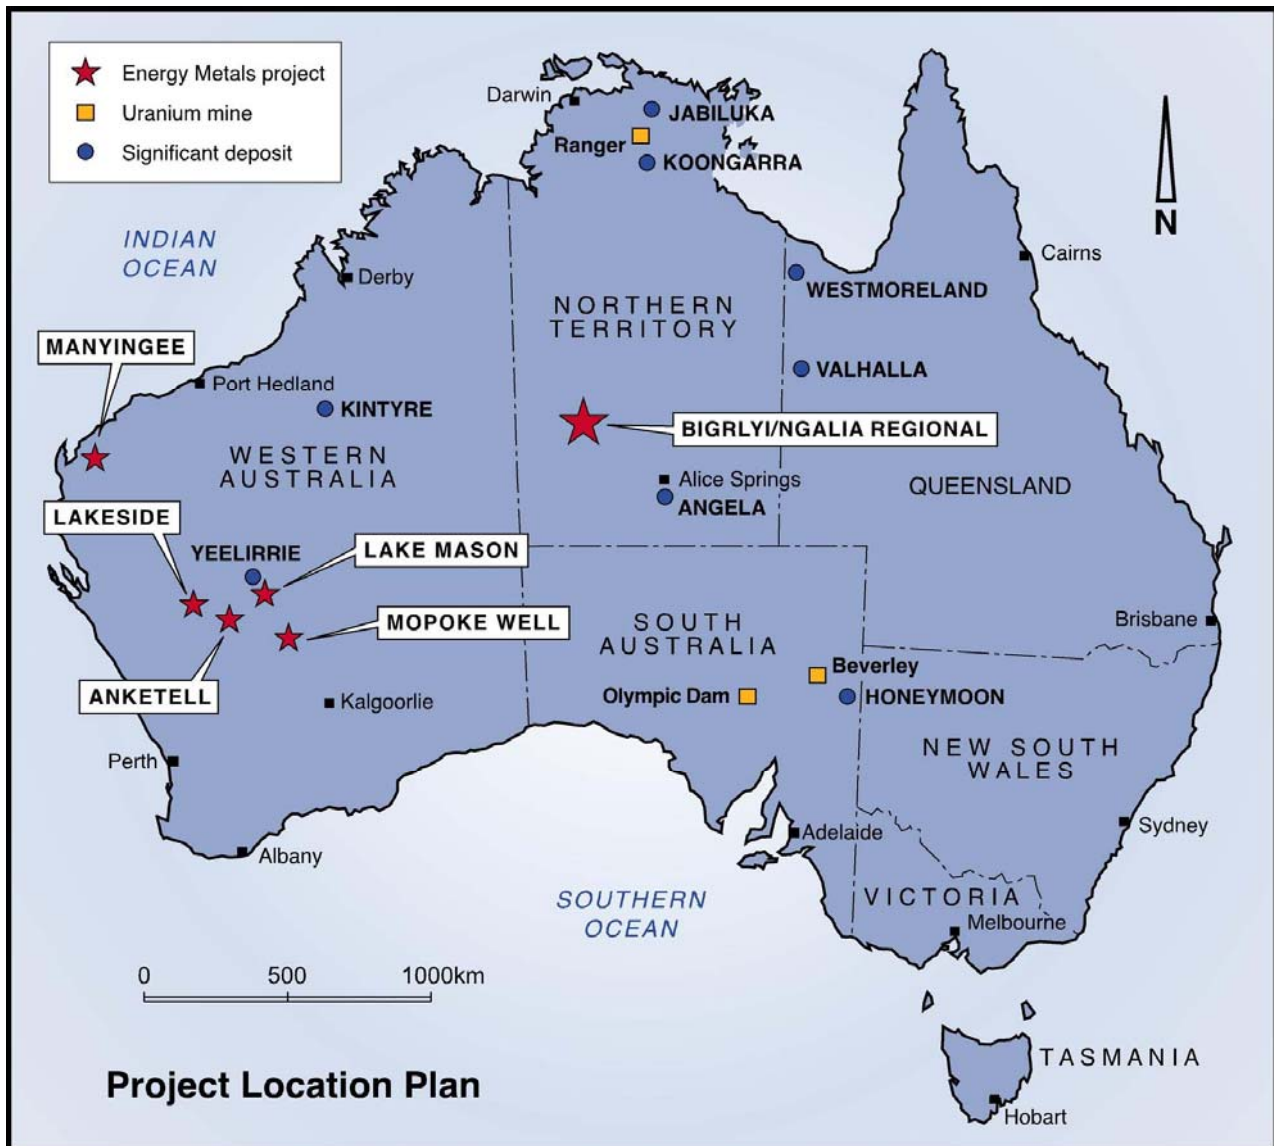 Energy Metals project
Uranium mine
Significant deposit
Darwin
JABILUKA
Ranger
KOONGARRA
N
INDIAN
OCEAN
Derby
Cairns
WESTMORELAND
NORTHERN
TERRITORY
MANYINGEE
VALHALLA
Port Hedland
KINTYRE
BIGRLYI/NGALIA REGIONAL
WESTERN
AUSTRALIA
Alice Springs
ANGELA
QUEENSLAND
LAKESIDE
YEELIRRIE
LAKE MASON
MOPOKE WELL
SOUTH
AUSTRALIA
Brisbane
ANKETELL
Kalgoorlie
Beverley
Olympic Dam
HONEYMOON
NEW SOUTH
WALES
Perth
Albany
Adelaide
Sydney
SOUTHERN
OCEAN
VICTORIA
Melbourne
0 500 1000km
TASMANIA
Project Location Plan
Hobart